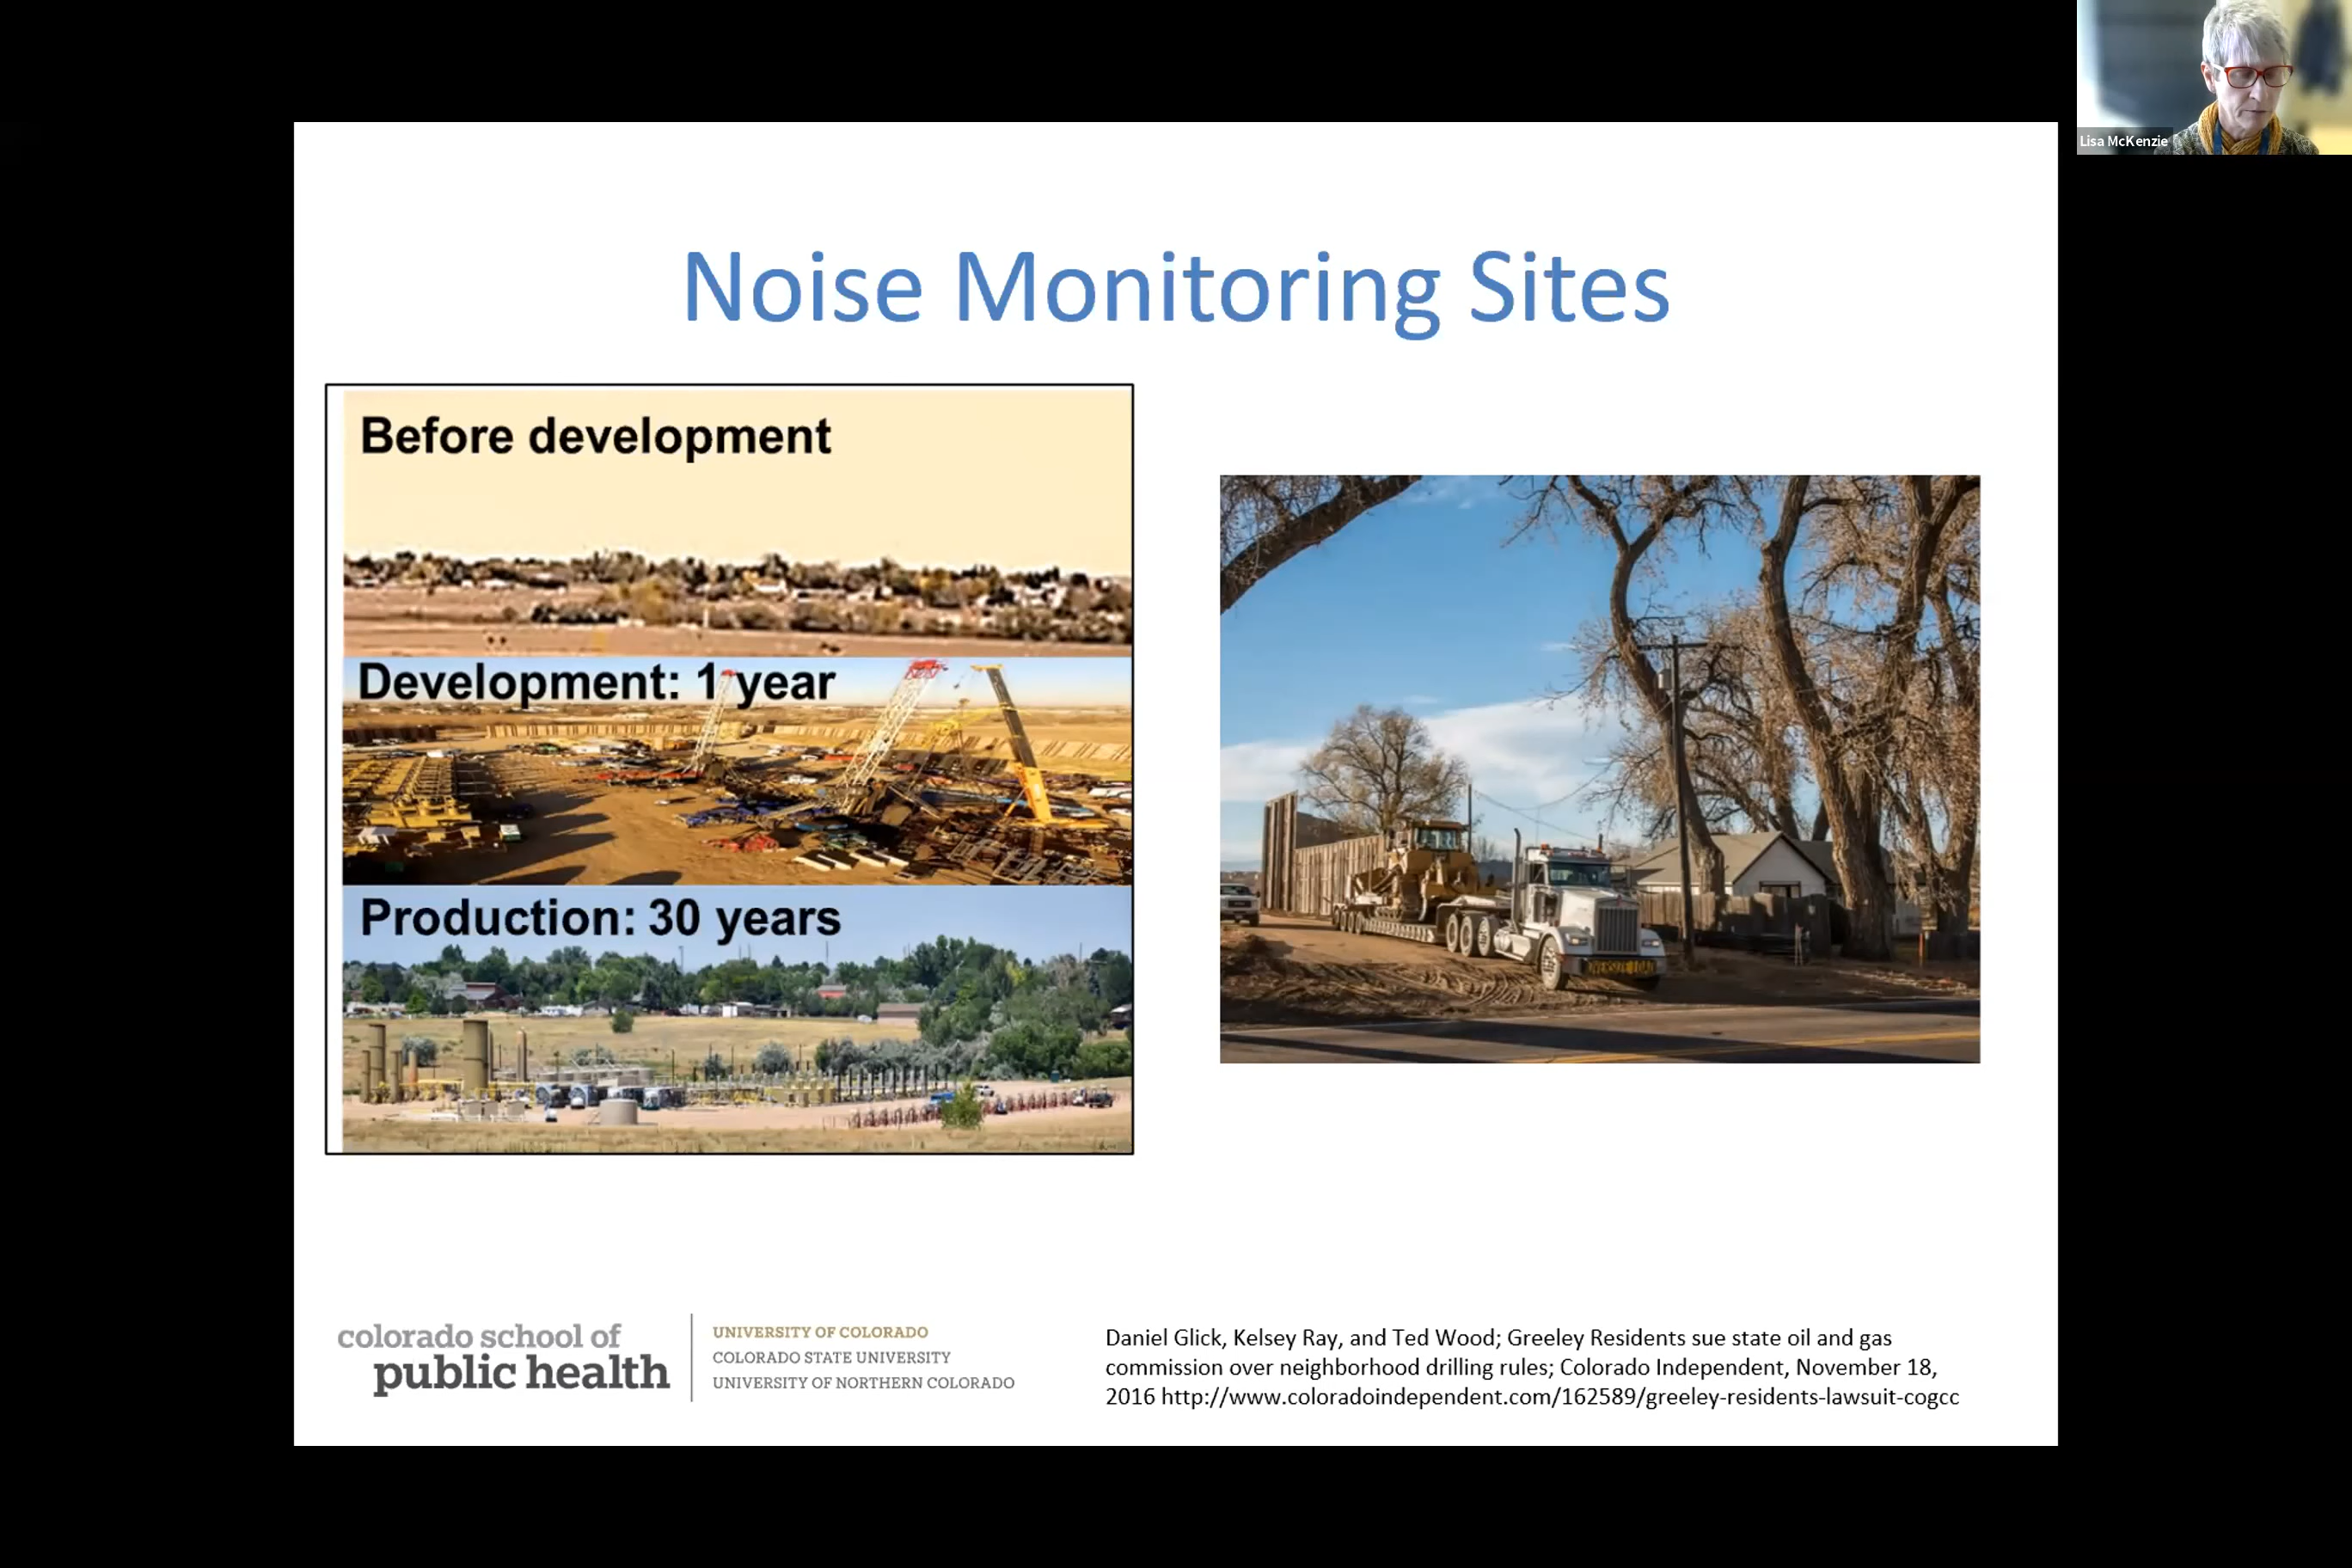 Lisa McKenzie
Noise Monitoring Sites
Before development
Development: 1 year
Production: 30 years
OVERSIZE LOAD
colorado school of
public health
UNIVERSITY OF COLORADO
COLORADO STATE UNIVERSITY
UNIVERSITY OF NORTHERN COLORADO
Daniel Glick, Kelsey Ray, and Ted Wood; Greeley Residents sue state oil and gas
commission over neighborhood drilling rules; Colorado Independent, November 18,
2016 http://www.coloradoindependent.com/162589/greeley-residents-lawsuit-cogcc